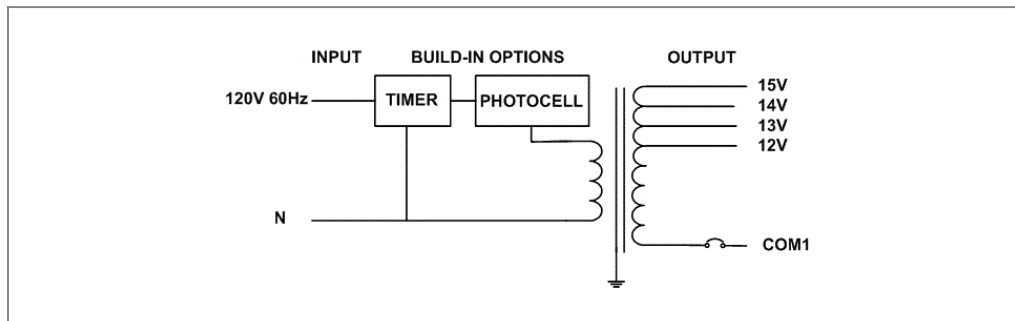 INPUT BUILD-IN OPTIONS OUTPUT
120V 60Hz TIMER PHOTOCELL 15V
14V
13V
12V
N
COM1